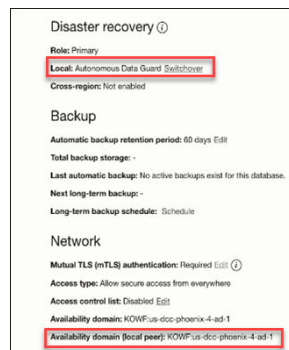 Disaster recovery
Role: Primary
Local: Autonomous Data Guard Switchover
Cross-region: Not enabled
Backup
Automatic backup retention period: 60 days Edit
Total backup storage: -
Last automatic backup: No active backups exist for this database.
Next long-term backup: -
Long-term backup schedule: Schedule
Network
Mutual TLS (mTLS) authentication: Required Edit
Access type: Allow secure access from everywhere
Access control list: Disabled Edit
Availability domain: KOWF:us-dcc-phoenix-4-ad-1
Availability domain (local peer): KOWF:us-dcc-phoenix-4-ad-1